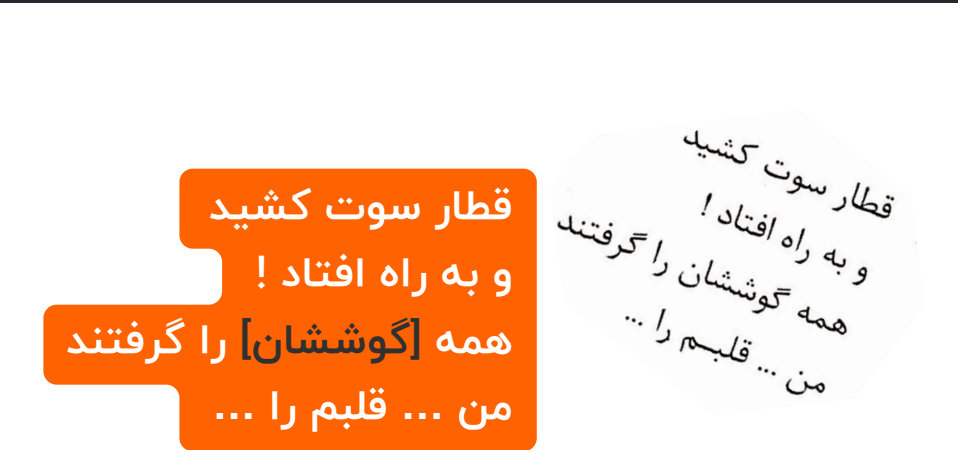 قطار سوت کشید
و به راه افتاد !
همه گوششان را گرفتند
من ... قلبم را ...
قطار سوت کشید
و به راه افتاد !
همه [گوششان] را گرفتند
من ... قلبم را ...